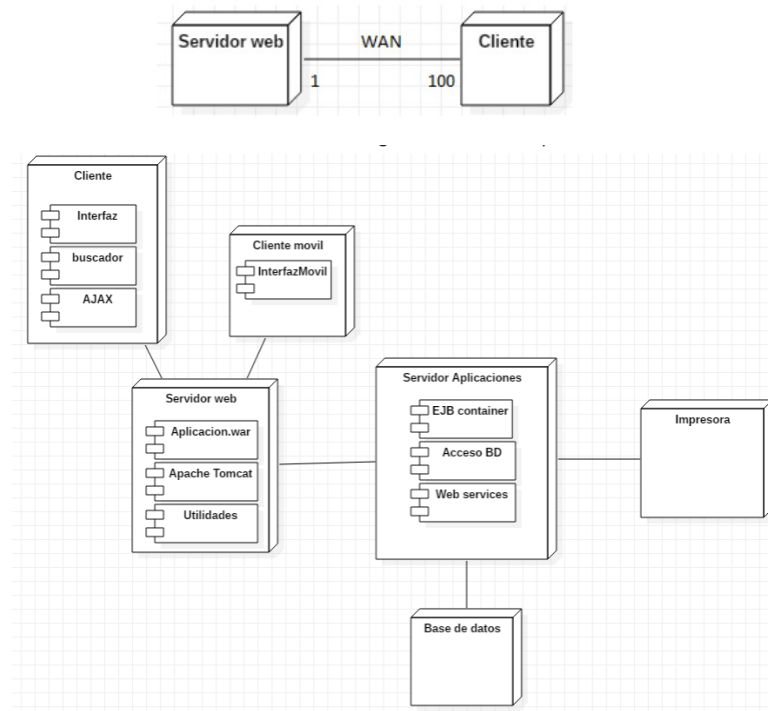 Servidor web
WAN
Cliente
1
100
Cliente
Interfaz
buscador
AJAX
Cliente movil
InterfazMovil
Servidor web
Aplicacion.war
Apache Tomcat
Utilidades
Servidor Aplicaciones
EJB container
Acceso BD
Web services
Impresora
Base de datos